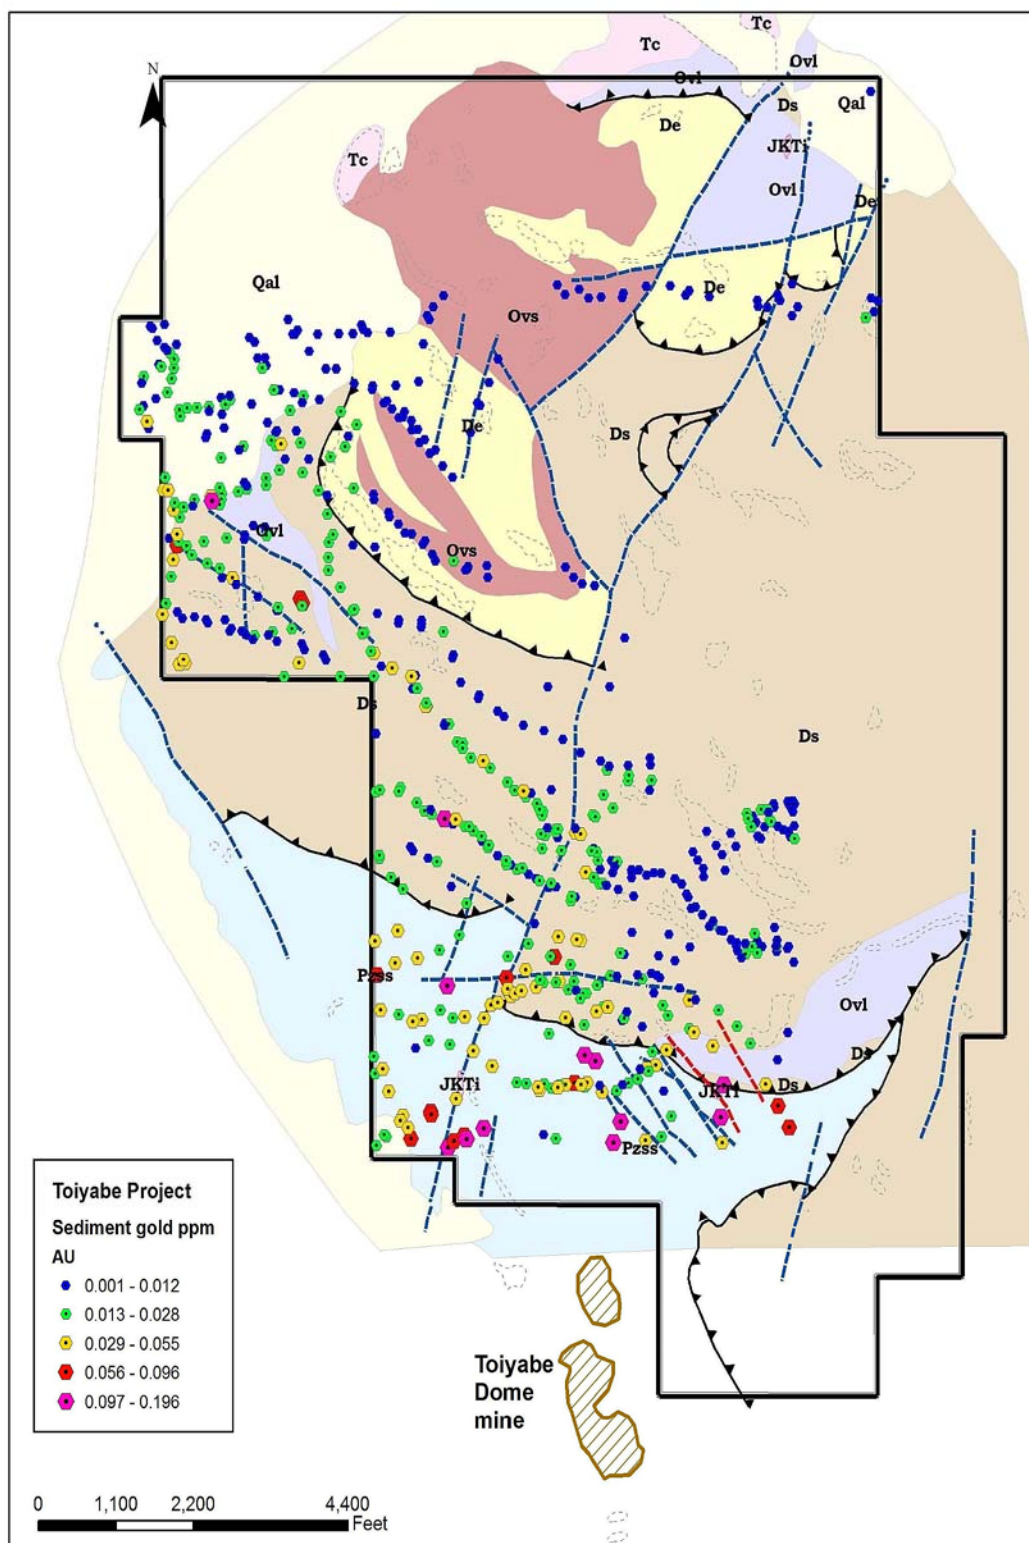 Tc
Tc
Ovl
Ovl
N
Ds
Qal
De
JKTi
Tc
Ovl
De
Qal
De
Ovs
De
Ds
Ovl
Ovs
Ds
Ds
Pzss
Ovl
Ds
JKTi
Ds
JKTi
Pzss
Toiyabe Project
Sediment gold ppm
AU
0.001 - 0.012
0.013 - 0.028
0.029 - 0.055
0.056 - 0.096
0.097 - 0.196
Toiyabe
Dome
mine
0 1,100 2,200 4,400
Feet